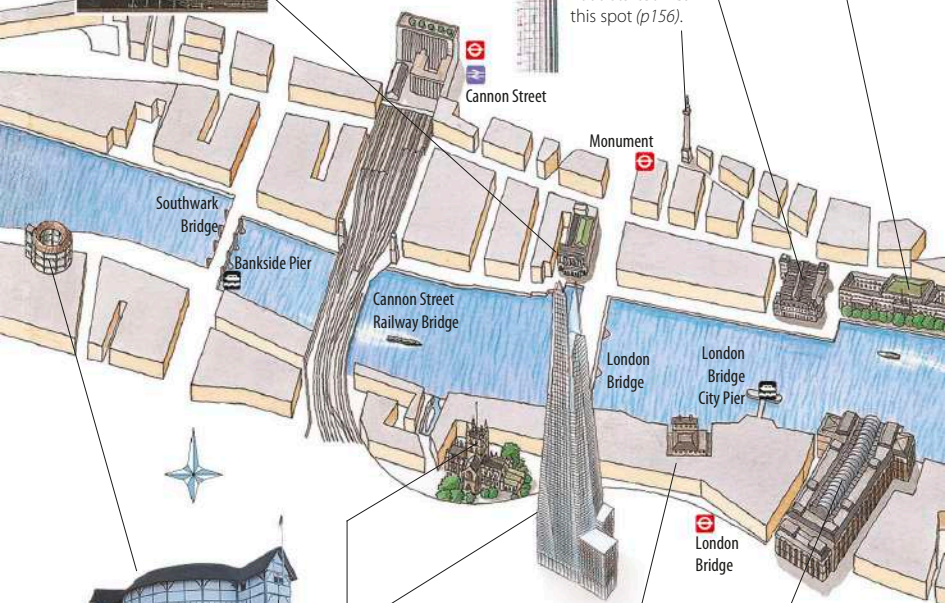 this spot (p156).
Cannon Street
Monument
Southwark
Bridge
Bankside Pier
Cannon Street
Railway Bridge
London
Bridge
London
Bridge
City Pier
London
Bridge